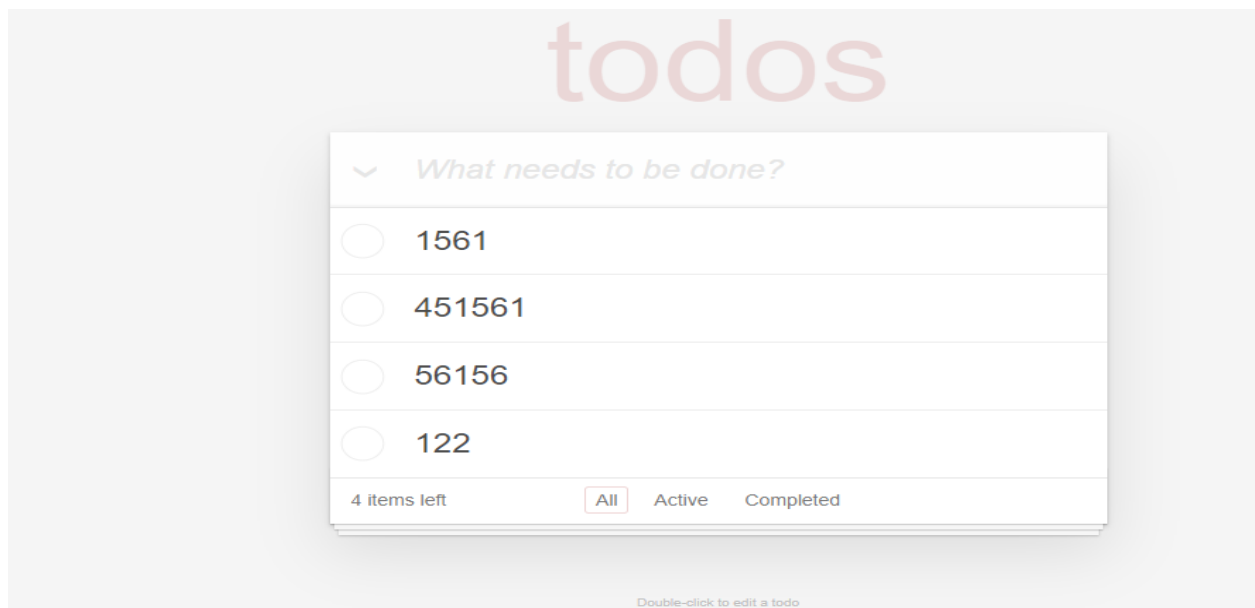 todos
What needs to be done?
1561
451561
56156
122
4 items left All Active Completed
Double-click to edit a todo